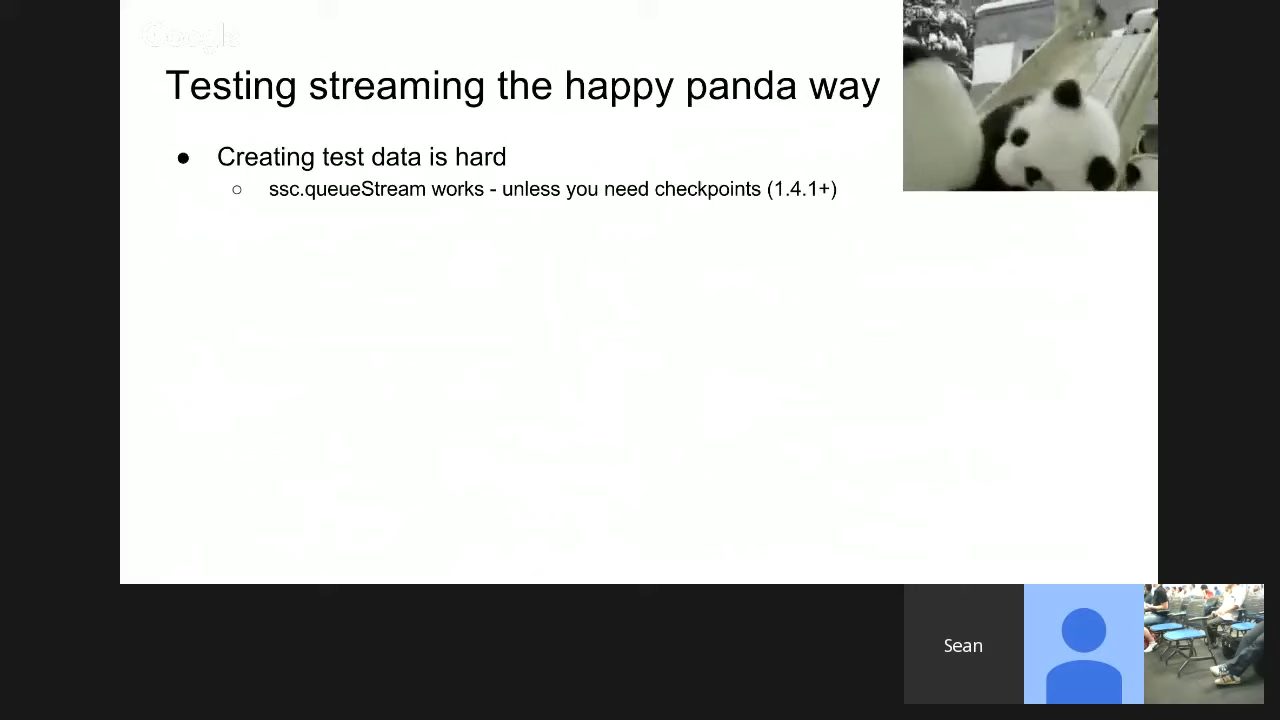 Google
Testing streaming the happy panda way
● Creating test data is hard
○ ssc.queueStream works - unless you need checkpoints (1.4.1+)
Sean